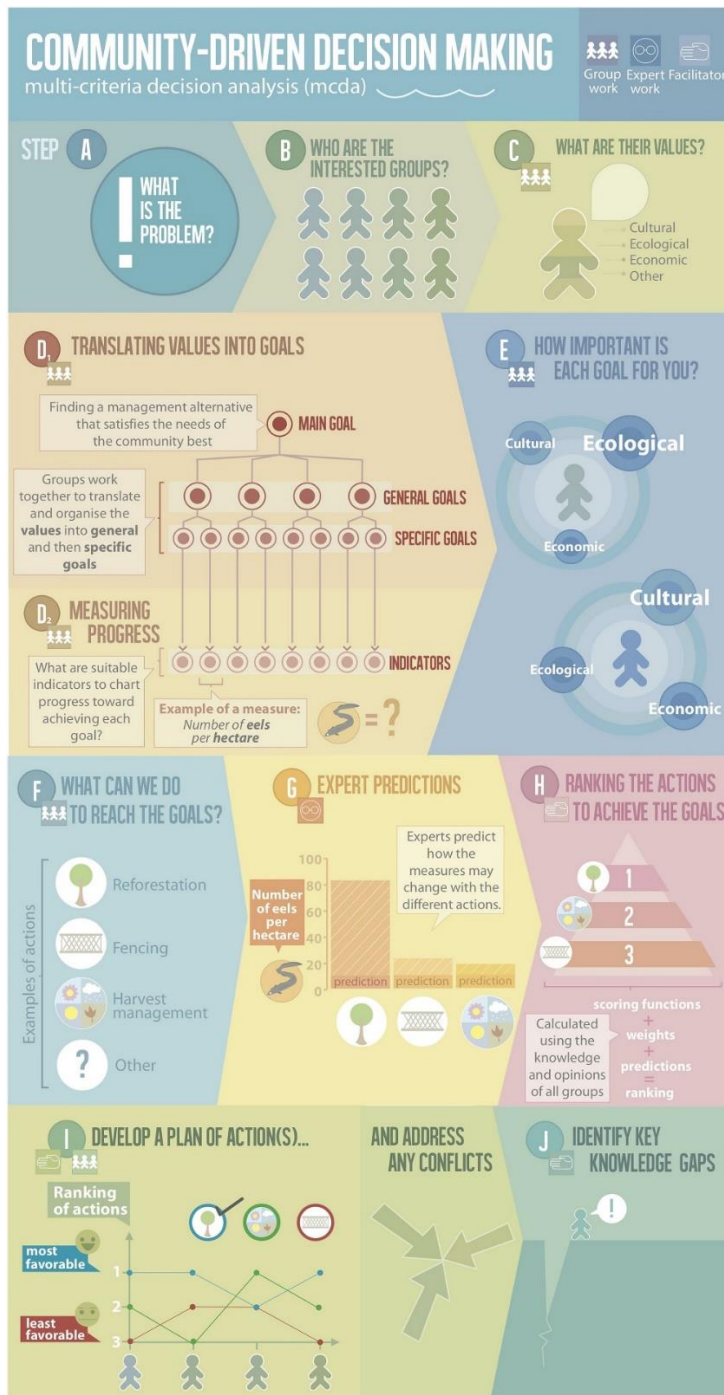 COMMUNITY-DRIVEN DECISION MAKING
multi-criteria decision analysis (mcda)
Group work
Expert work
Facilitator
STEP A
WHAT
IS THE
PROBLEM?
B WHO ARE THE
INTERESTED GROUPS?
C WHAT ARE THEIR VALUES?
Cultural
Ecological
Economic
Other
D1 TRANSLATING VALUES INTO GOALS
Finding a management alternative
that satisfies the needs of
the community best
MAIN GOAL
Groups work
together to translate
and organise the
values into general
and then specific
goals
GENERAL GOALS
SPECIFIC GOALS
D2 MEASURING
PROGRESS
What are suitable
indicators to chart
progress toward
achieving each
goal?
INDICATORS
Example of a measure:
Number of eels
per hectare
= ?
E HOW IMPORTANT IS
EACH GOAL FOR YOU?
Cultural
Ecological
Economic
Cultural
Ecological
Economic
F WHAT CAN WE DO
TO REACH THE GOALS?
Examples of actions
Reforestation
Fencing
Harvest
management
? Other
G EXPERT PREDICTIONS
Experts predict
how the
measures may
change with the
different actions.
Number
of eels
per
hectare
100
80
60
40
20
0
prediction
prediction
prediction
H RANKING THE ACTIONS
TO ACHIEVE THE GOALS
1
2
3
Calculated
using the
knowledge
and opinions
of all groups
scoring functions
+
weights
+
predictions
=
ranking
I DEVELOP A PLAN OF ACTION(S)...
Ranking
of actions
most
favorable
least
favorable
1
2
3
AND ADDRESS
ANY CONFLICTS
J IDENTIFY KEY
KNOWLEDGE GAPS
!